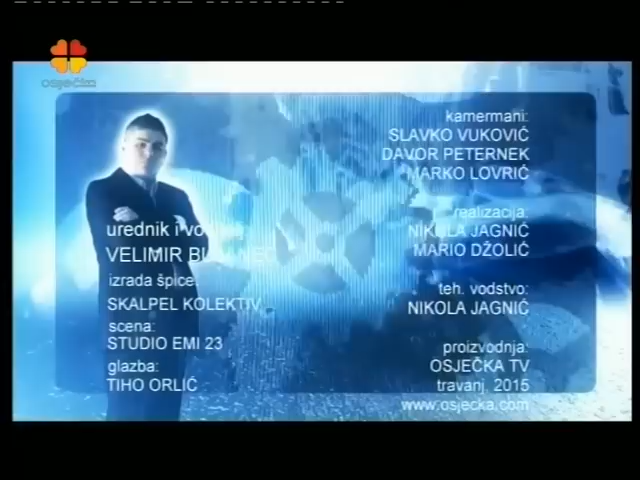 osječka
kamermani:
SLAVKO VUKOVIĆ
DAVOR PETERNEK
MARKO LOVRIĆ
realizacija:
NIKOLA JAGNIĆ
MARIO DŽOLIĆ
teh. vodstvo:
NIKOLA JAGNIĆ
proizvodnja:
OSJEČKA TV
travanj, 2015
www.osjecka.com
urednik i
VELIMIR
izrada špice:
SKALPEL KOLEKTIV
scena:
STUDIO EMI 23
glazba:
TIHO ORLIĆ